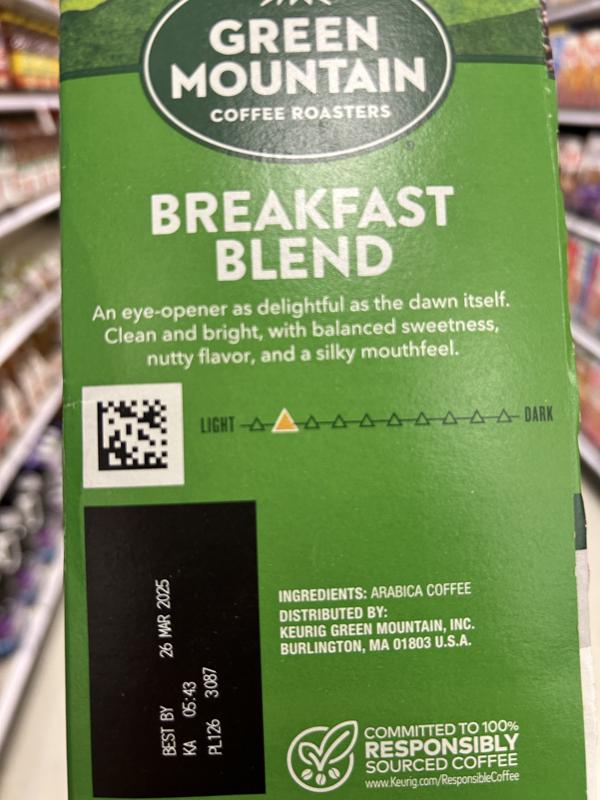 GREEN
MOUNTAIN
COFFEE ROASTERS
BREAKFAST
BLEND
An eye-opener as delightful as the dawn itself.
Clean and bright, with balanced sweetness,
nutty flavor, and a silky mouthfeel.
LIGHT DARK
BEST BY 26 MAR 2025
KA 05:43
PL126 3087
INGREDIENTS: ARABICA COFFEE
DISTRIBUTED BY:
KEURIG GREEN MOUNTAIN, INC.
BURLINGTON, MA 01803 U.S.A.
COMMITTED TO 100%
RESPONSIBLY
SOURCED COFFEE
www.Keurig.com/ResponsibleCoffee